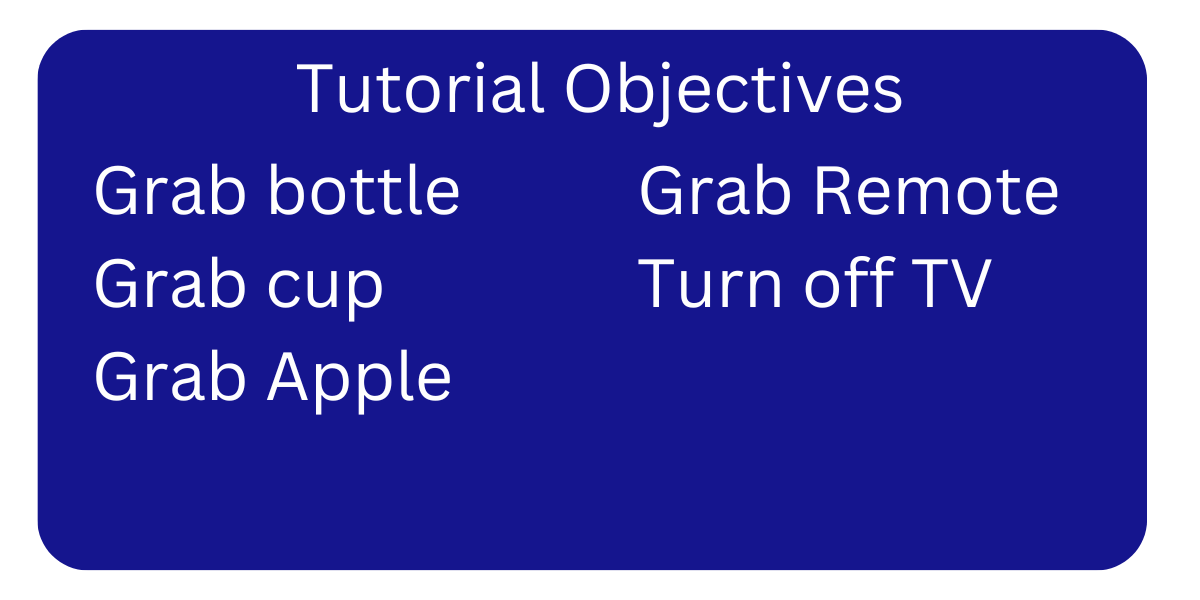 Tutorial Objectives
Grab bottle
Grab cup
Grab Apple
Grab Remote
Turn off TV